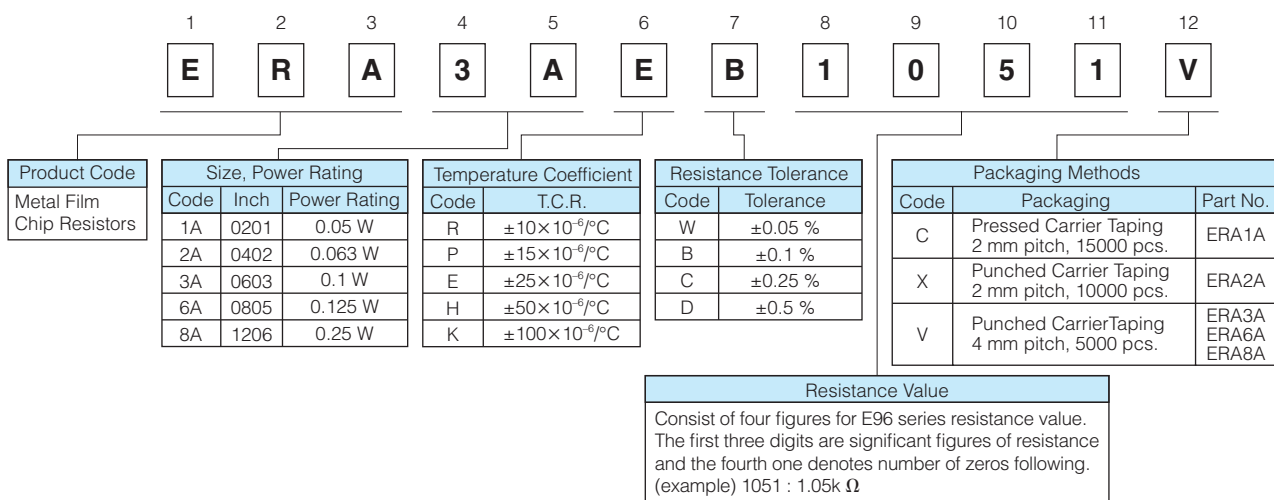 1 2 3 4 5 6 7 8 9 10 11 12
E R A 3 A E B 1 0 5 1 V
Product Code
Metal Film
Chip Resistors
Size, Power Rating
Code Inch Power Rating
1A 0201 0.05 W
2A 0402 0.063 W
3A 0603 0.1 W
6A 0805 0.125 W
8A 1206 0.25 W
Temperature Coefficient
Code T.C.R.
R ±10×10⁻⁶/°C
P ±15×10⁻⁶/°C
E ±25×10⁻⁶/°C
H ±50×10⁻⁶/°C
K ±100×10⁻⁶/°C
Resistance Tolerance
Code Tolerance
W ±0.05 %
B ±0.1 %
C ±0.25 %
D ±0.5 %
Packaging Methods
Code Packaging Part No.
C Pressed Carrier Taping
2 mm pitch, 15000 pcs. ERA1A
X Punched Carrier Taping
2 mm pitch, 10000 pcs. ERA2A
V Punched CarrierTaping
4 mm pitch, 5000 pcs.
ERA3A
ERA6A
ERA8A
Resistance Value
Consist of four figures for E96 series resistance value.
The first three digits are significant figures of resistance
and the fourth one denotes number of zeros following.
(example) 1051 : 1.05k Ω